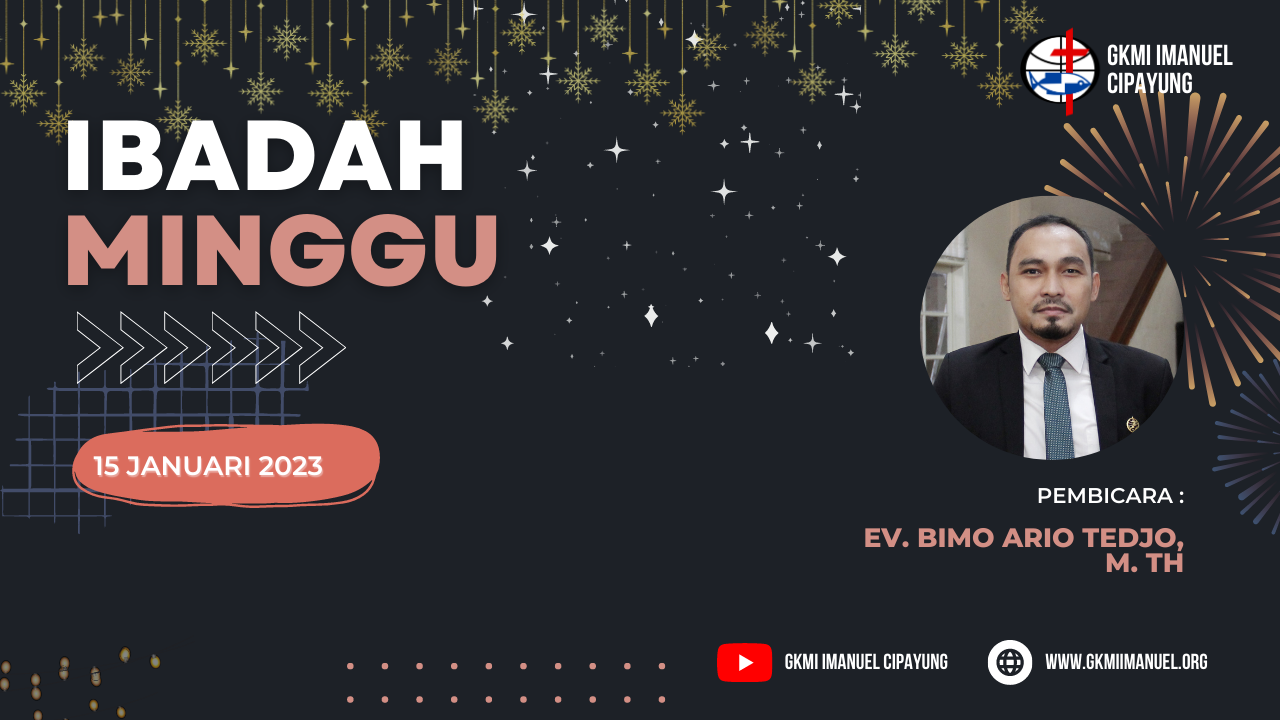 GKMI IMANUEL
CIPAYUNG
IBADAH
MINGGU
15 JANUARI 2023
PEMBICARA :
EV. BIMO ARIO TEDJO,
M. TH
GKMI IMANUEL CIPAYUNG
WWW.GKMIIMANUEL.ORG